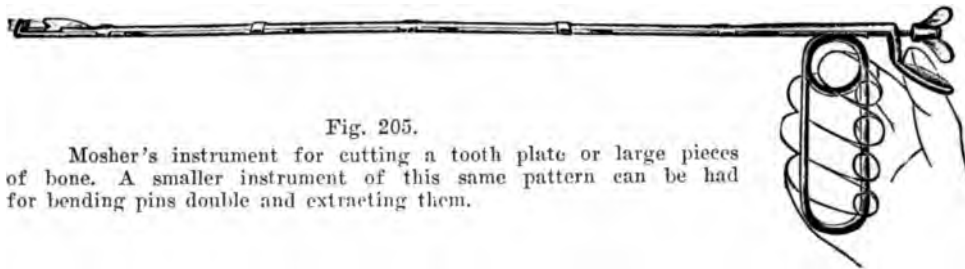 Fig. 205.
Mosher's instrument for cutting a tooth plate or large pieces
of bone. A smaller instrument of this same pattern can be had
for bending pins double and extracting them.